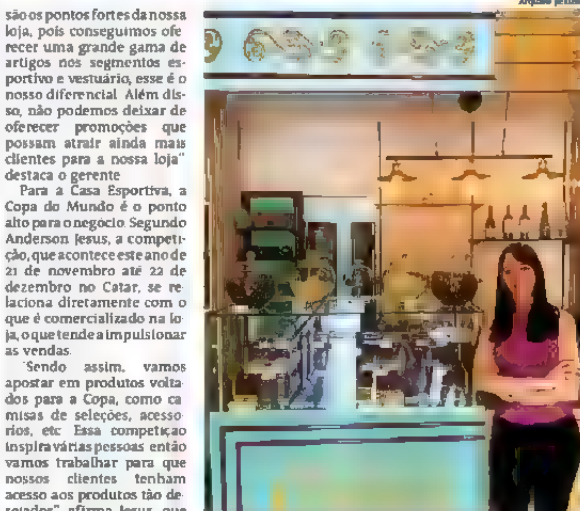 são os pontos fortes da nossa
loja, pois conseguimos ofe
recer uma grande gama de
artigos nos segmentos es-
portivo e vestuário, esse é o
nosso diferencial Além dis-
so, não podemos deixar de
oferecer promoções que
possam atrair ainda mais
clientes para a nossa loja"
destaca o gerente
Para a Casa Esportiva, a
Copa do Mundo é o ponto
alto para o negócio Segundo
Anderson Jesus, a competi-
ção, que acontece este ano de
21 de novembro até 22 de
dezembro no Catar, se re-
laciona diretamente com o
que é comercializado na lo-
ja, o que tende a impulsionar
as vendas
"Sendo assim, vamos
apostar em produtos volta-
dos para a Copa, como ca
misas de seleções, acesso-
rios, etc Essa competição
inspira várias pessoas então
vamos trabalhar para que
nossos clientes tenham
acesso aos produtos tão de-
sejados" afirma Jesus, que